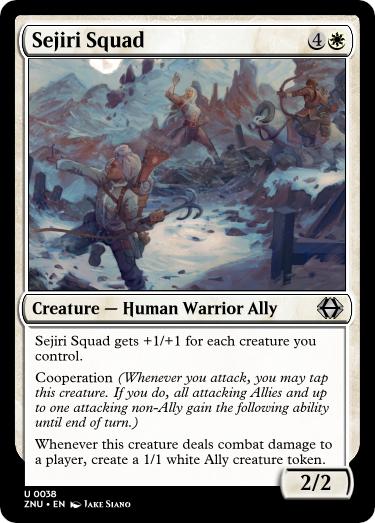 Sejiri Squad 4
Creature — Human Warrior Ally
Sejiri Squad gets +1/+1 for each creature you
control.
Cooperation (Whenever you attack, you may tap
this creature. If you do, all attacking Allies and up
to one attacking non-Ally gain the following ability
until end of turn.)
Whenever this creature deals combat damage to
a player, create a 1/1 white Ally creature token.
2/2
U 0038
ZNU • EN Jake Siano